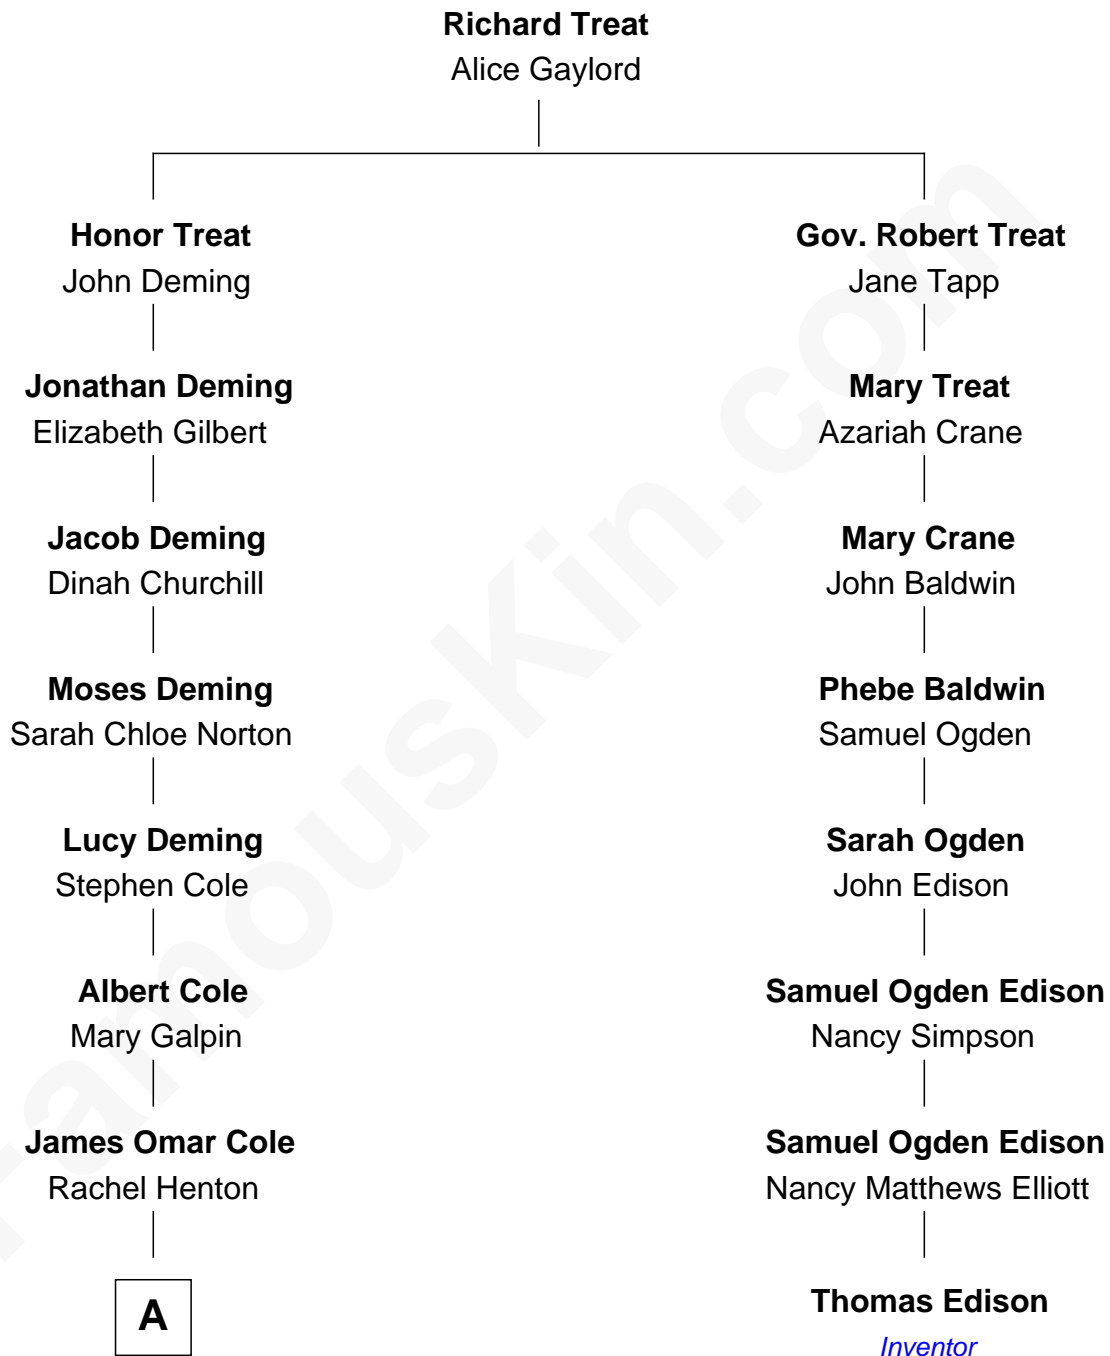 Richard Treat
Alice Gaylord
Honor Treat
John Deming
Gov. Robert Treat
Jane Tapp
Jonathan Deming
Elizabeth Gilbert
Mary Treat
Azariah Crane
Jacob Deming
Dinah Churchill
Mary Crane
John Baldwin
Moses Deming
Sarah Chloe Norton
Phebe Baldwin
Samuel Ogden
Lucy Deming
Stephen Cole
Sarah Ogden
John Edison
Albert Cole
Mary Galpin
Samuel Ogden Edison
Nancy Simpson
James Omar Cole
Rachel Henton
Samuel Ogden Edison
Nancy Matthews Elliott
A
Thomas Edison
Inventor
FamousKin.com